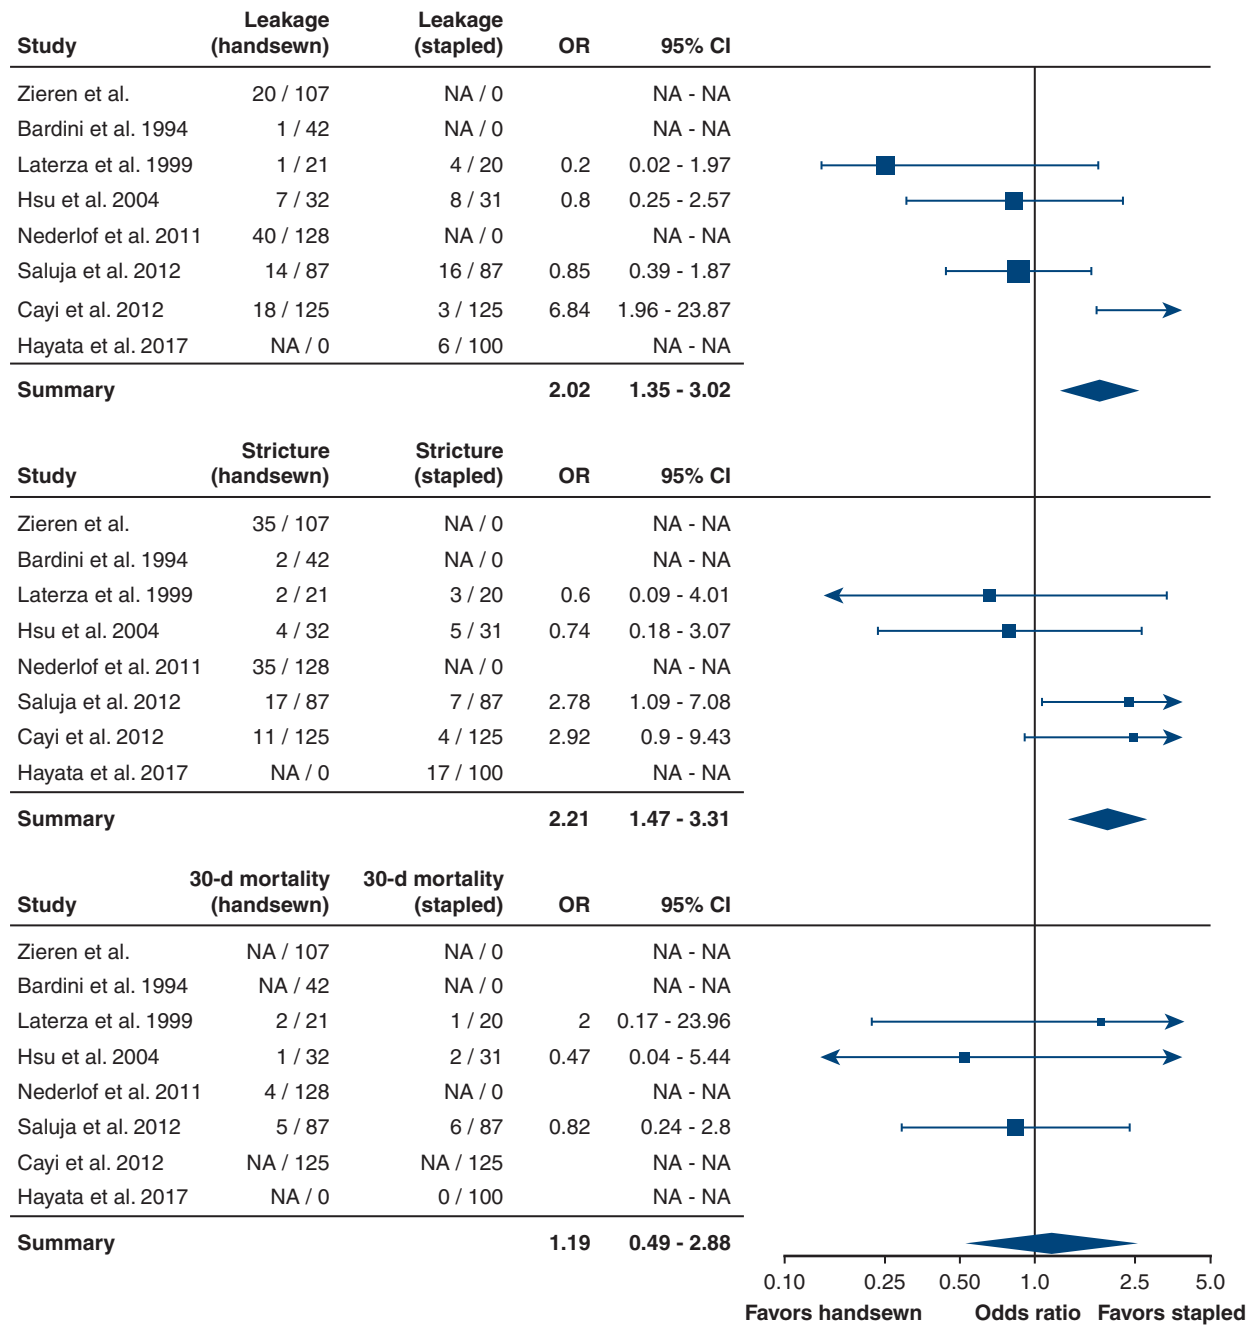 Study Leakage (handsewn) Leakage (stapled) OR 95% CI
Zieren et al. 20 / 107 NA / 0 NA - NA
Bardini et al. 1994 1 / 42 NA / 0 NA - NA
Laterza et al. 1999 1 / 21 4 / 20 0.2 0.02 - 1.97
Hsu et al. 2004 7 / 32 8 / 31 0.8 0.25 - 2.57
Nederlof et al. 2011 40 / 128 NA / 0 NA - NA
Saluja et al. 2012 14 / 87 16 / 87 0.85 0.39 - 1.87
Cayi et al. 2012 18 / 125 3 / 125 6.84 1.96 - 23.87
Hayata et al. 2017 NA / 0 6 / 100 NA - NA
Summary 2.02 1.35 - 3.02
Study Stricture (handsewn) Stricture (stapled) OR 95% CI
Zieren et al. 35 / 107 NA / 0 NA - NA
Bardini et al. 1994 2 / 42 NA / 0 NA - NA
Laterza et al. 1999 2 / 21 3 / 20 0.6 0.09 - 4.01
Hsu et al. 2004 4 / 32 5 / 31 0.74 0.18 - 3.07
Nederlof et al. 2011 35 / 128 NA / 0 NA - NA
Saluja et al. 2012 17 / 87 7 / 87 2.78 1.09 - 7.08
Cayi et al. 2012 11 / 125 4 / 125 2.92 0.9 - 9.43
Hayata et al. 2017 NA / 0 17 / 100 NA - NA
Summary 2.21 1.47 - 3.31
Study 30-d mortality (handsewn) 30-d mortality (stapled) OR 95% CI
Zieren et al. NA / 107 NA / 0 NA - NA
Bardini et al. 1994 NA / 42 NA / 0 NA - NA
Laterza et al. 1999 2 / 21 1 / 20 2 0.17 - 23.96
Hsu et al. 2004 1 / 32 2 / 31 0.47 0.04 - 5.44
Nederlof et al. 2011 4 / 128 NA / 0 NA - NA
Saluja et al. 2012 5 / 87 6 / 87 0.82 0.24 - 2.8
Cayi et al. 2012 NA / 125 NA / 125 NA - NA
Hayata et al. 2017 NA / 0 0 / 100 NA - NA
Summary 1.19 0.49 - 2.88
0.10 0.25 0.50 1.0 2.5 5.0
Favors handsewn Odds ratio Favors stapled